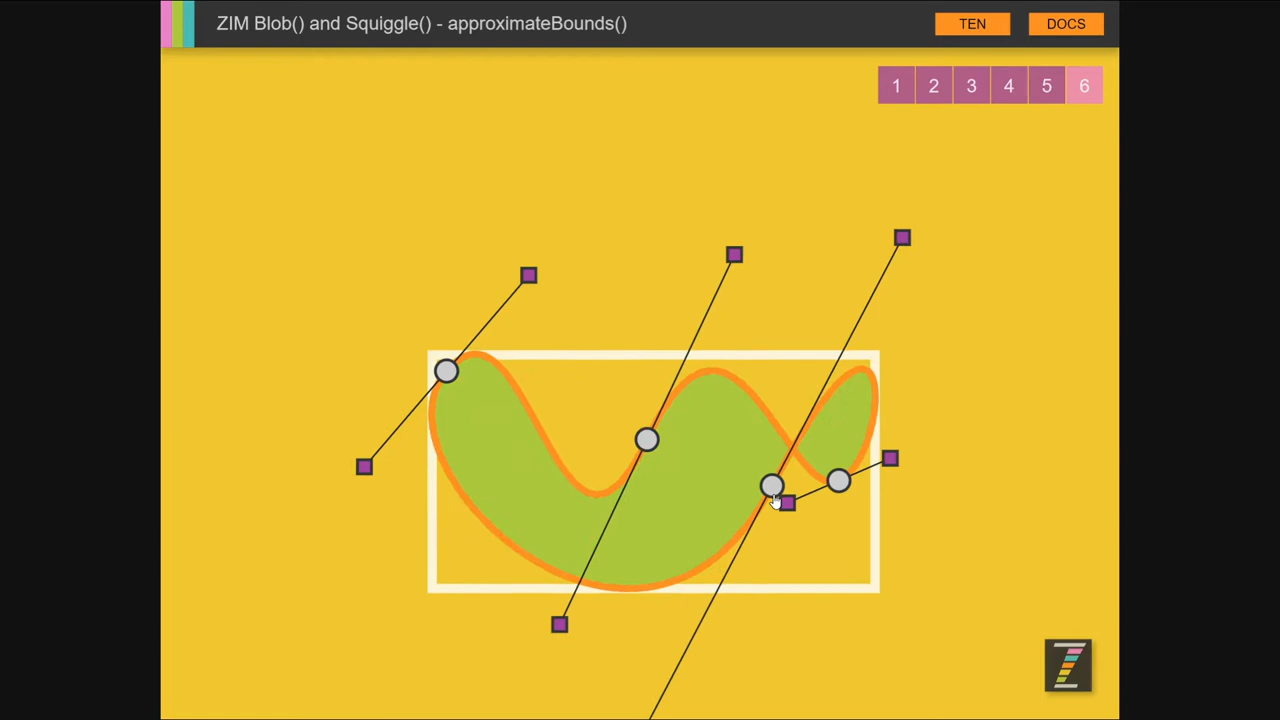 ZIM Blob() and Squiggle() - approximateBounds()
TEN
DOCS
1 2 3 4 5 6